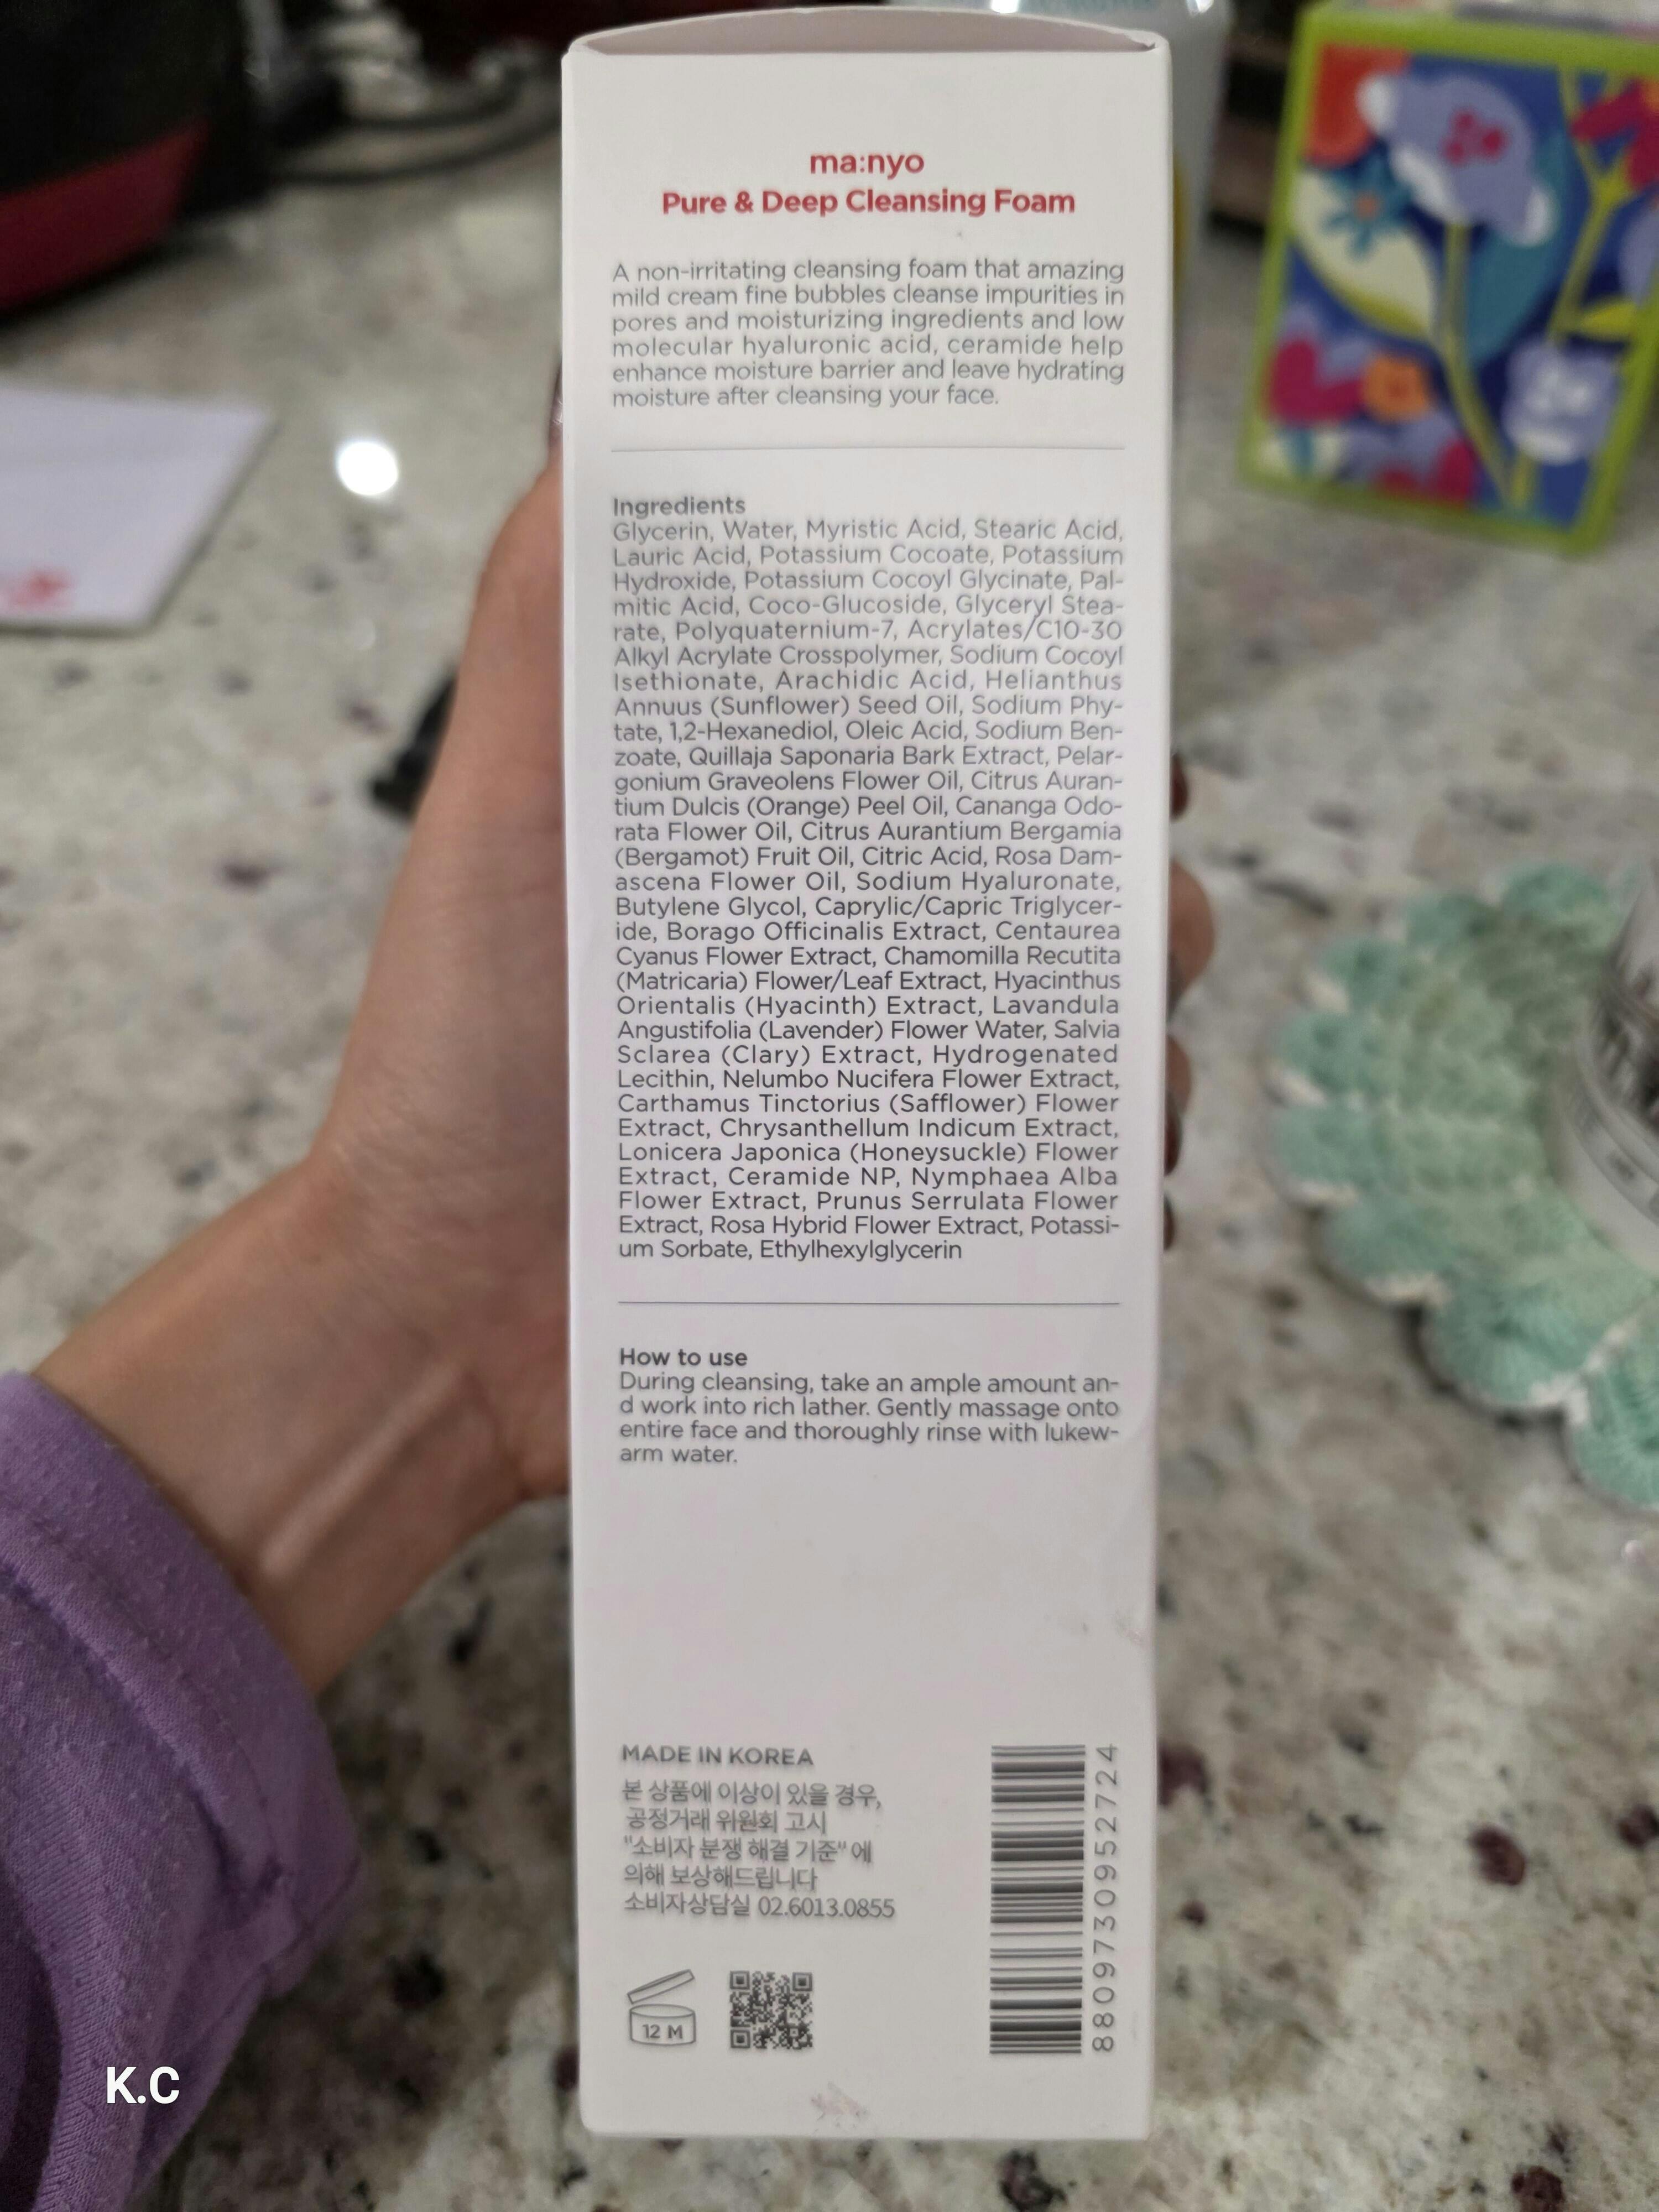 ma:nyo
Pure & Deep Cleansing Foam
A non-irritating cleansing foam that amazing
mild cream fine bubbles cleanse impurities in
pores and moisturizing ingredients and low
molecular hyaluronic acid, ceramide help
enhance moisture barrier and leave hydrating
moisture after cleansing your face.
Ingredients
Glycerin, Water, Myristic Acid, Stearic Acid,
Lauric Acid, Potassium Cocoate, Potassium
Hydroxide, Potassium Cocoyl Glycinate, Pal-
mitic Acid, Coco-Glucoside, Glyceryl Stea-
rate, Polyquaternium-7, Acrylates/C10-30
Alkyl Acrylate Crosspolymer, Sodium Cocoyl
Isethionate, Arachidic Acid, Helianthus
Annuus (Sunflower) Seed Oil, Sodium Phy-
tate, 1,2-Hexanediol, Oleic Acid, Sodium Ben-
zoate, Quillaja Saponaria Bark Extract, Pelar-
gonium Graveolens Flower Oil, Citrus Auran-
tium Dulcis (Orange) Peel Oil, Cananga Odo-
rata Flower Oil, Citrus Aurantium Bergamia
(Bergamot) Fruit Oil, Citric Acid, Rosa Dam-
ascena Flower Oil, Sodium Hyaluronate,
Butylene Glycol, Caprylic/Capric Triglycer-
ide, Borago Officinalis Extract, Centaurea
Cyanus Flower Extract, Chamomilla Recutita
(Matricaria) Flower/Leaf Extract, Hyacinthus
Orientalis (Hyacinth) Extract, Lavandula
Angustifolia (Lavender) Flower Water, Salvia
Sclarea (Clary) Extract, Hydrogenated
Lecithin, Nelumbo Nucifera Flower Extract,
Carthamus Tinctorius (Safflower) Flower
Extract, Chrysanthellum Indicum Extract,
Lonicera Japonica (Honeysuckle) Flower
Extract, Ceramide NP, Nymphaea Alba
Flower Extract, Prunus Serrulata Flower
Extract, Rosa Hybrid Flower Extract, Potassi-
um Sorbate, Ethylhexylglycerin
How to use
During cleansing, take an ample amount an-
d work into rich lather. Gently massage onto
entire face and thoroughly rinse with lukew-
arm water.
MADE IN KOREA
본 상품에 이상이 있을 경우,
공정거래 위원회 고시
"소비자 분쟁 해결 기준" 에
의해 보상해드립니다
소비자상담실 02.6013.0855
12 M
8809730952724
K.C